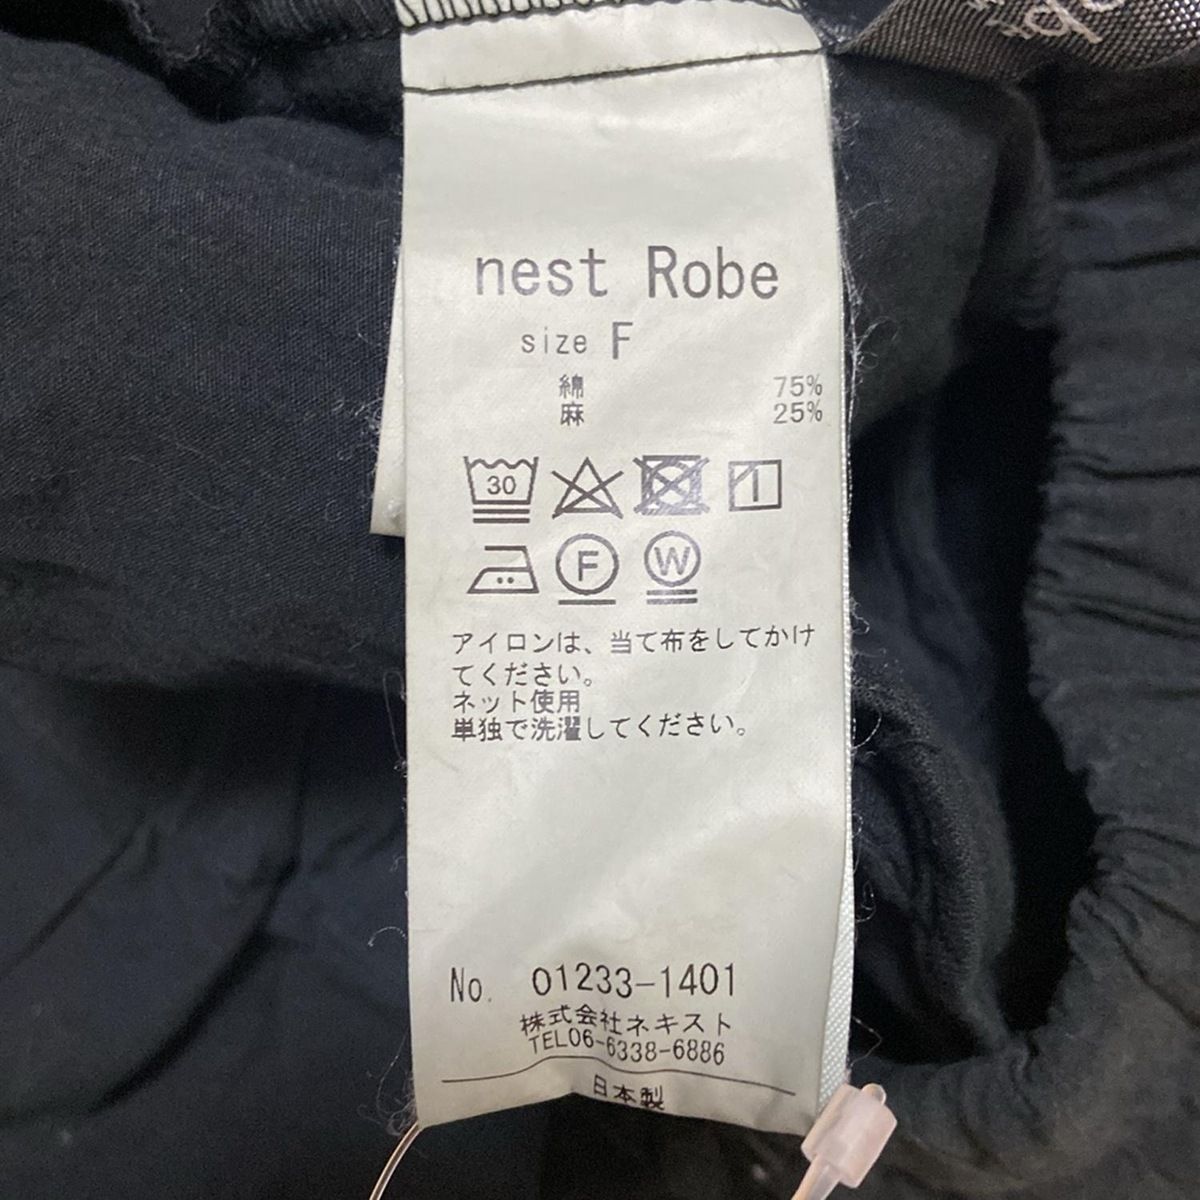 nest Robe
size F
綿 75%
麻 25%
30
F W
アイロンは、当て布をしてかけ
てください。
ネット使用
単独で洗濯してください。
No. 01233-1401
株式会社ネキスト
TEL06-6338-6886
日本製